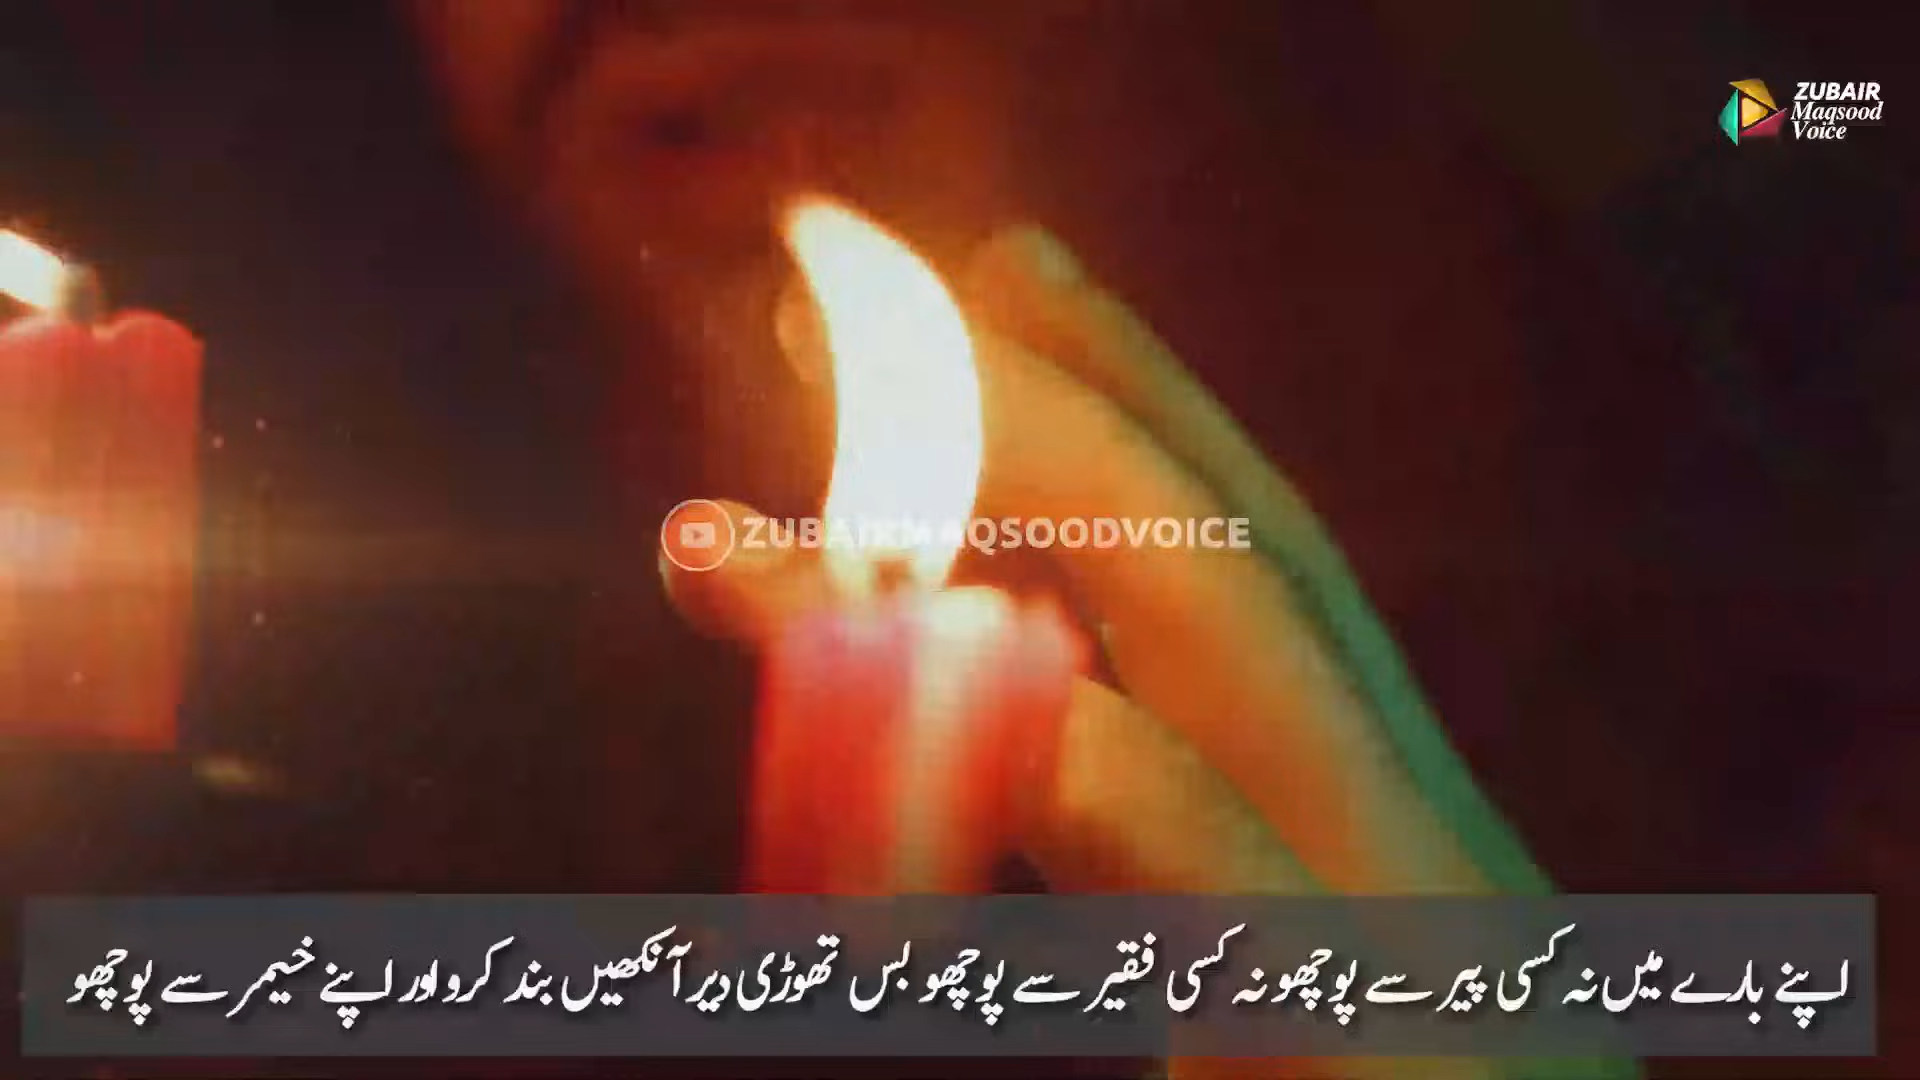 ZUBAIR
Maqsood
Voice
ZUBAIRMAQSOODVOICE
اپنے بارے میں نہ کسی پیر سے پوچھو نہ کسی فقیر سے پوچھو بس تھوڑی دیر آنکھیں بند کرو اور اپنے خیمر سے پوچھو